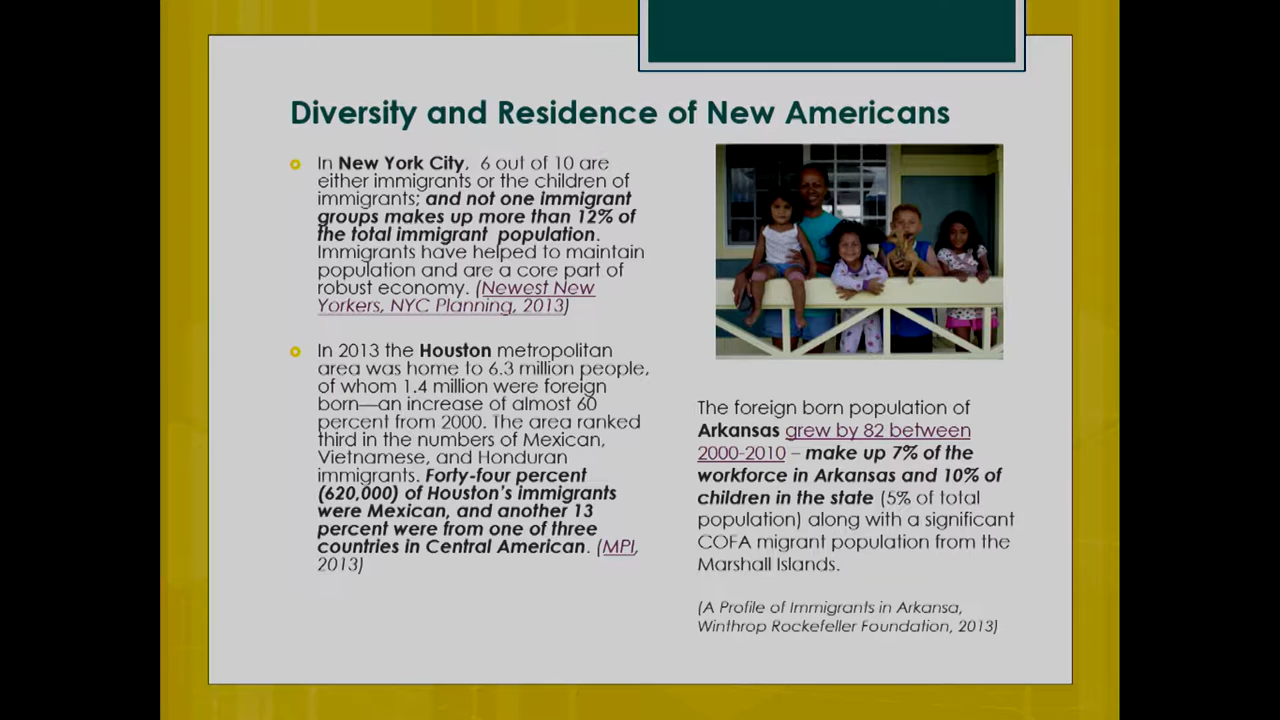 Diversity and Residence of New Americans
In New York City,  6 out of 10 are
either immigrants or the children of
immigrants; and not one immigrant
groups makes up more than 12% of
the total immigrant  population.
Immigrants have helped to maintain
population and are a core part of
robust economy. (Newest New
Yorkers, NYC Planning, 2013)
In 2013 the Houston metropolitan
area was home to 6.3 million people,
of whom 1.4 million were foreign
born—an increase of almost 60
percent from 2000. The area ranked
third in the numbers of Mexican,
Vietnamese, and Honduran
immigrants. Forty-four percent
(620,000) of Houston's immigrants
were Mexican, and another 13
percent were from one of three
countries in Central American. (MPI,
2013)
The foreign born population of
Arkansas grew by 82 between
2000-2010 – make up 7% of the
workforce in Arkansas and 10% of
children in the state (5% of total
population) along with a significant
COFA migrant population from the
Marshall Islands.
(A Profile of Immigrants in Arkansa,
Winthrop Rockefeller Foundation, 2013)